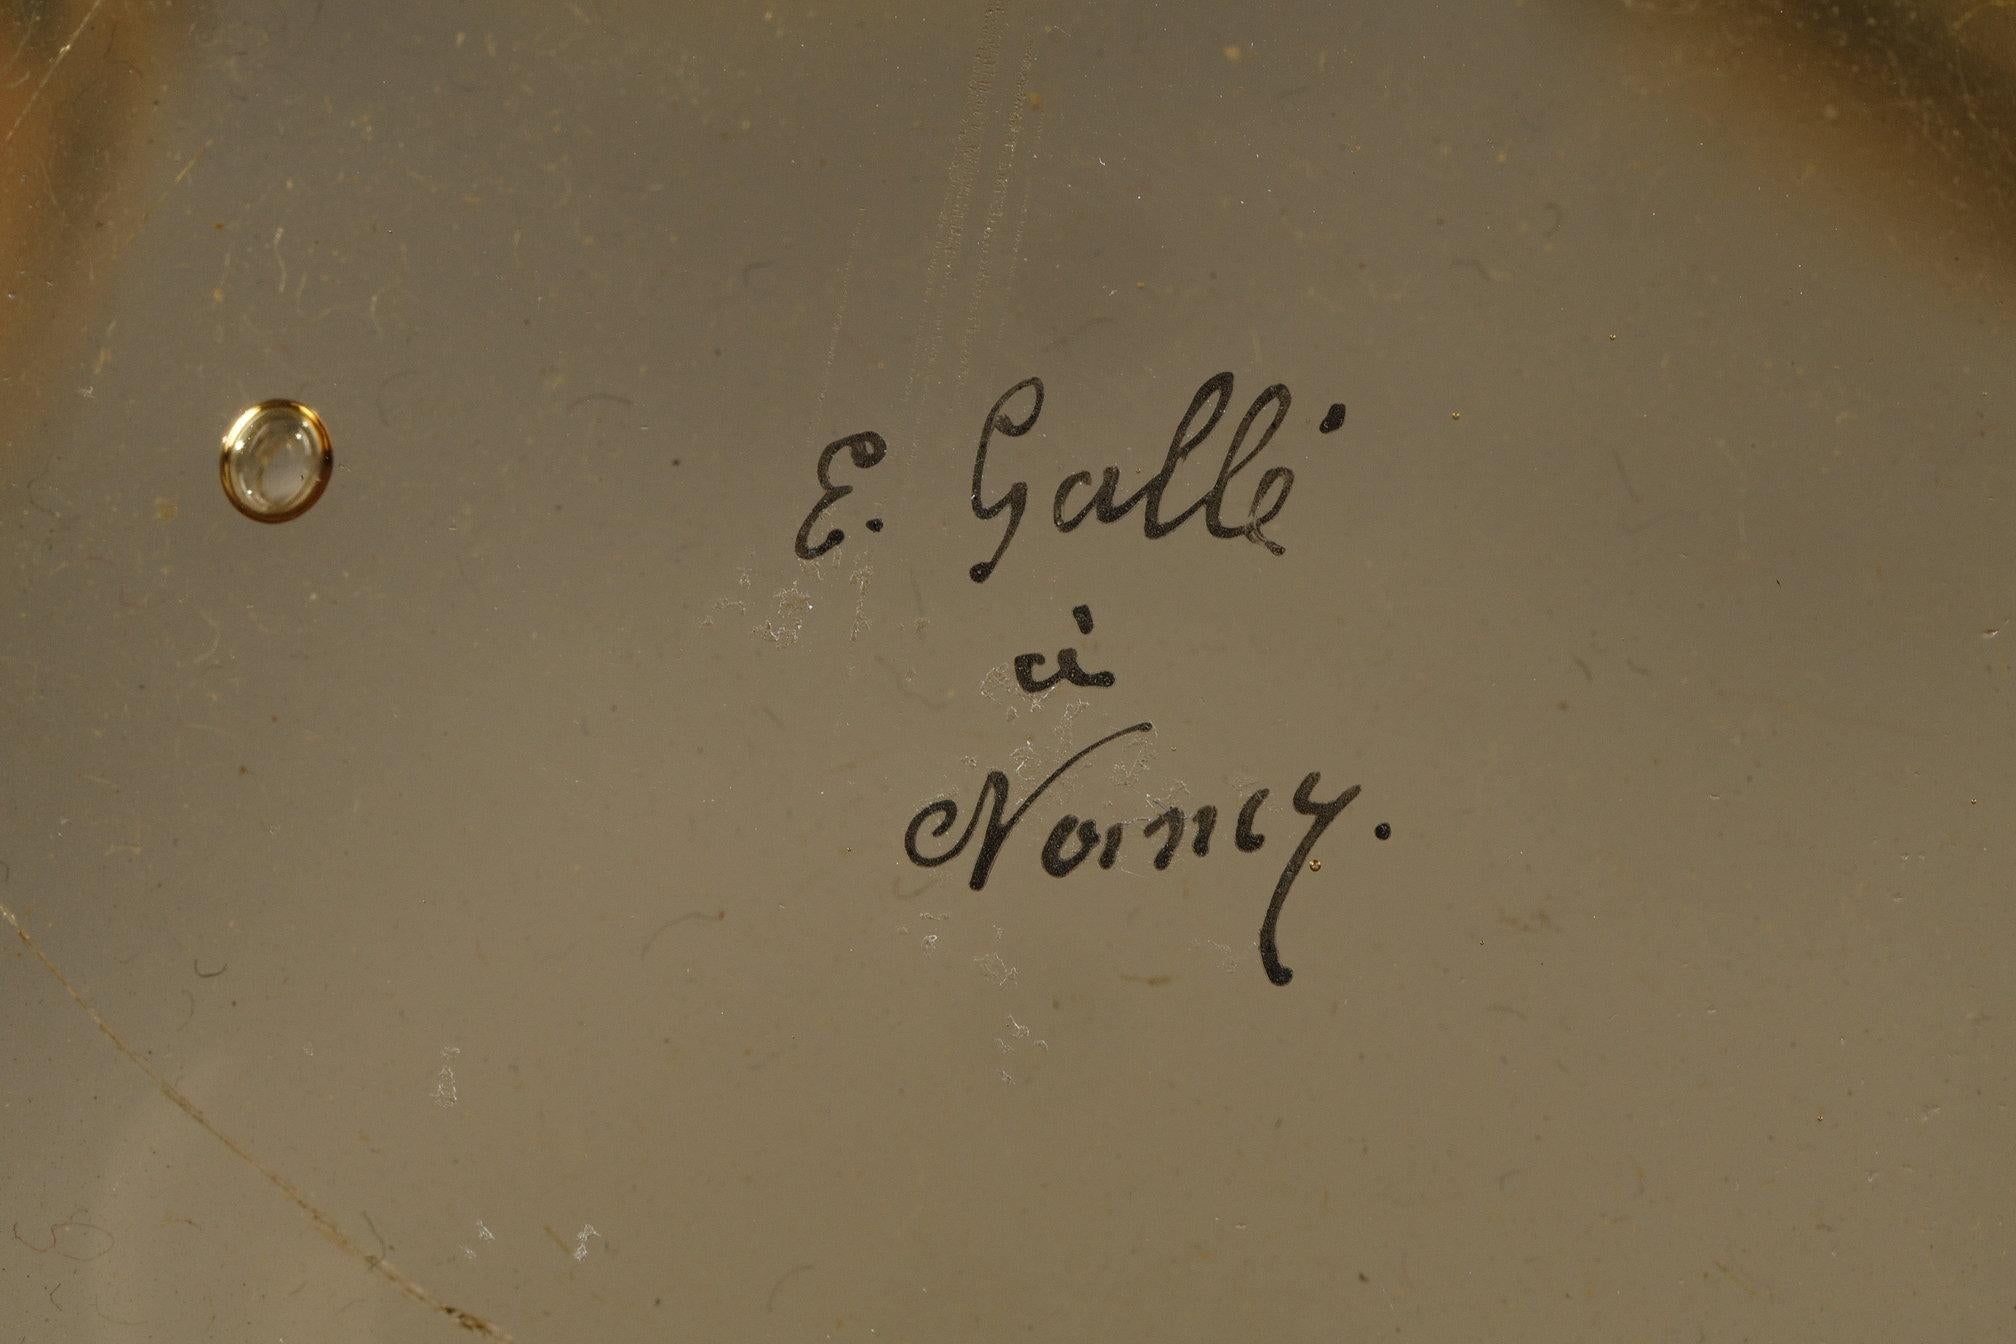 E. Gallé
à
Nancy.